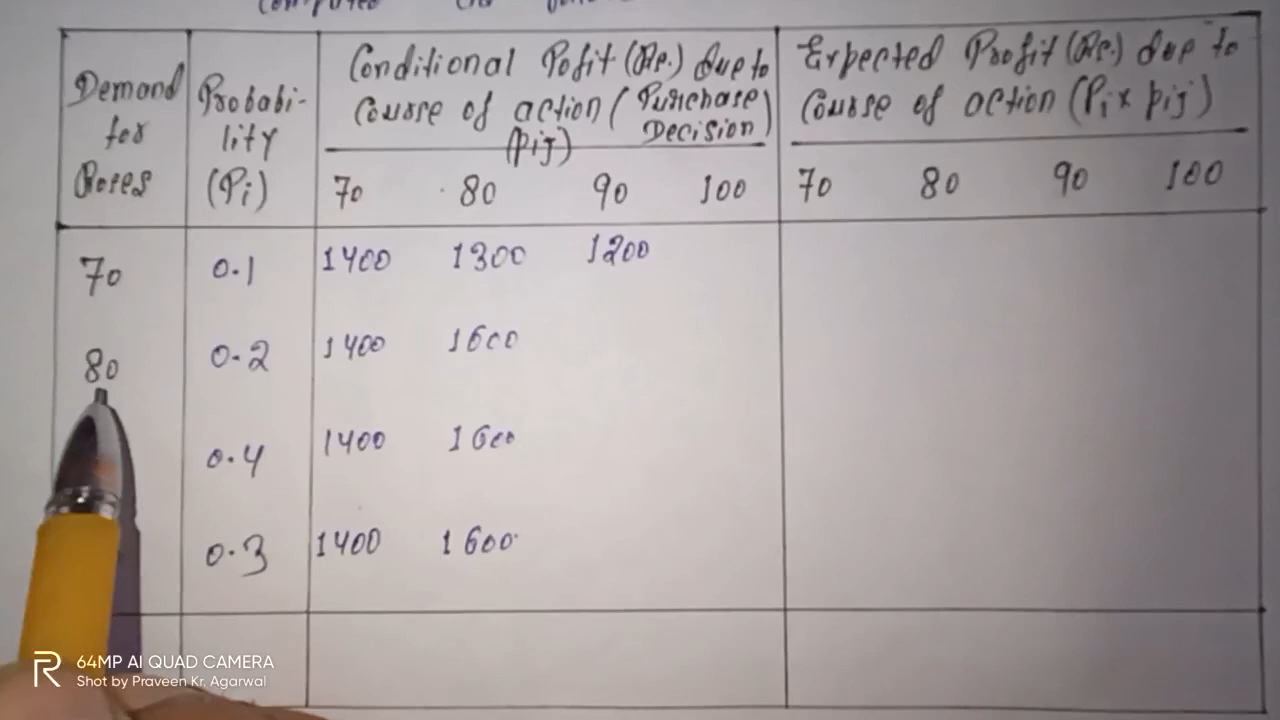 Demand for Roses
Probabi-lity (Pi)
Conditional Pofit (Rs.) due to
Course of action (Purchase Decision)
(pij)
70 80 90 100
Expected Profit (Rs.) due to
Course of action (Pi x pij)
70 80 90 100
70 0.1 1400 1300 1200
80 0.2 1400 1600
0.4 1400 1600
0.3 1400 1600
R
64MP AI QUAD CAMERA
Shot by Praveen Kr. Agarwal